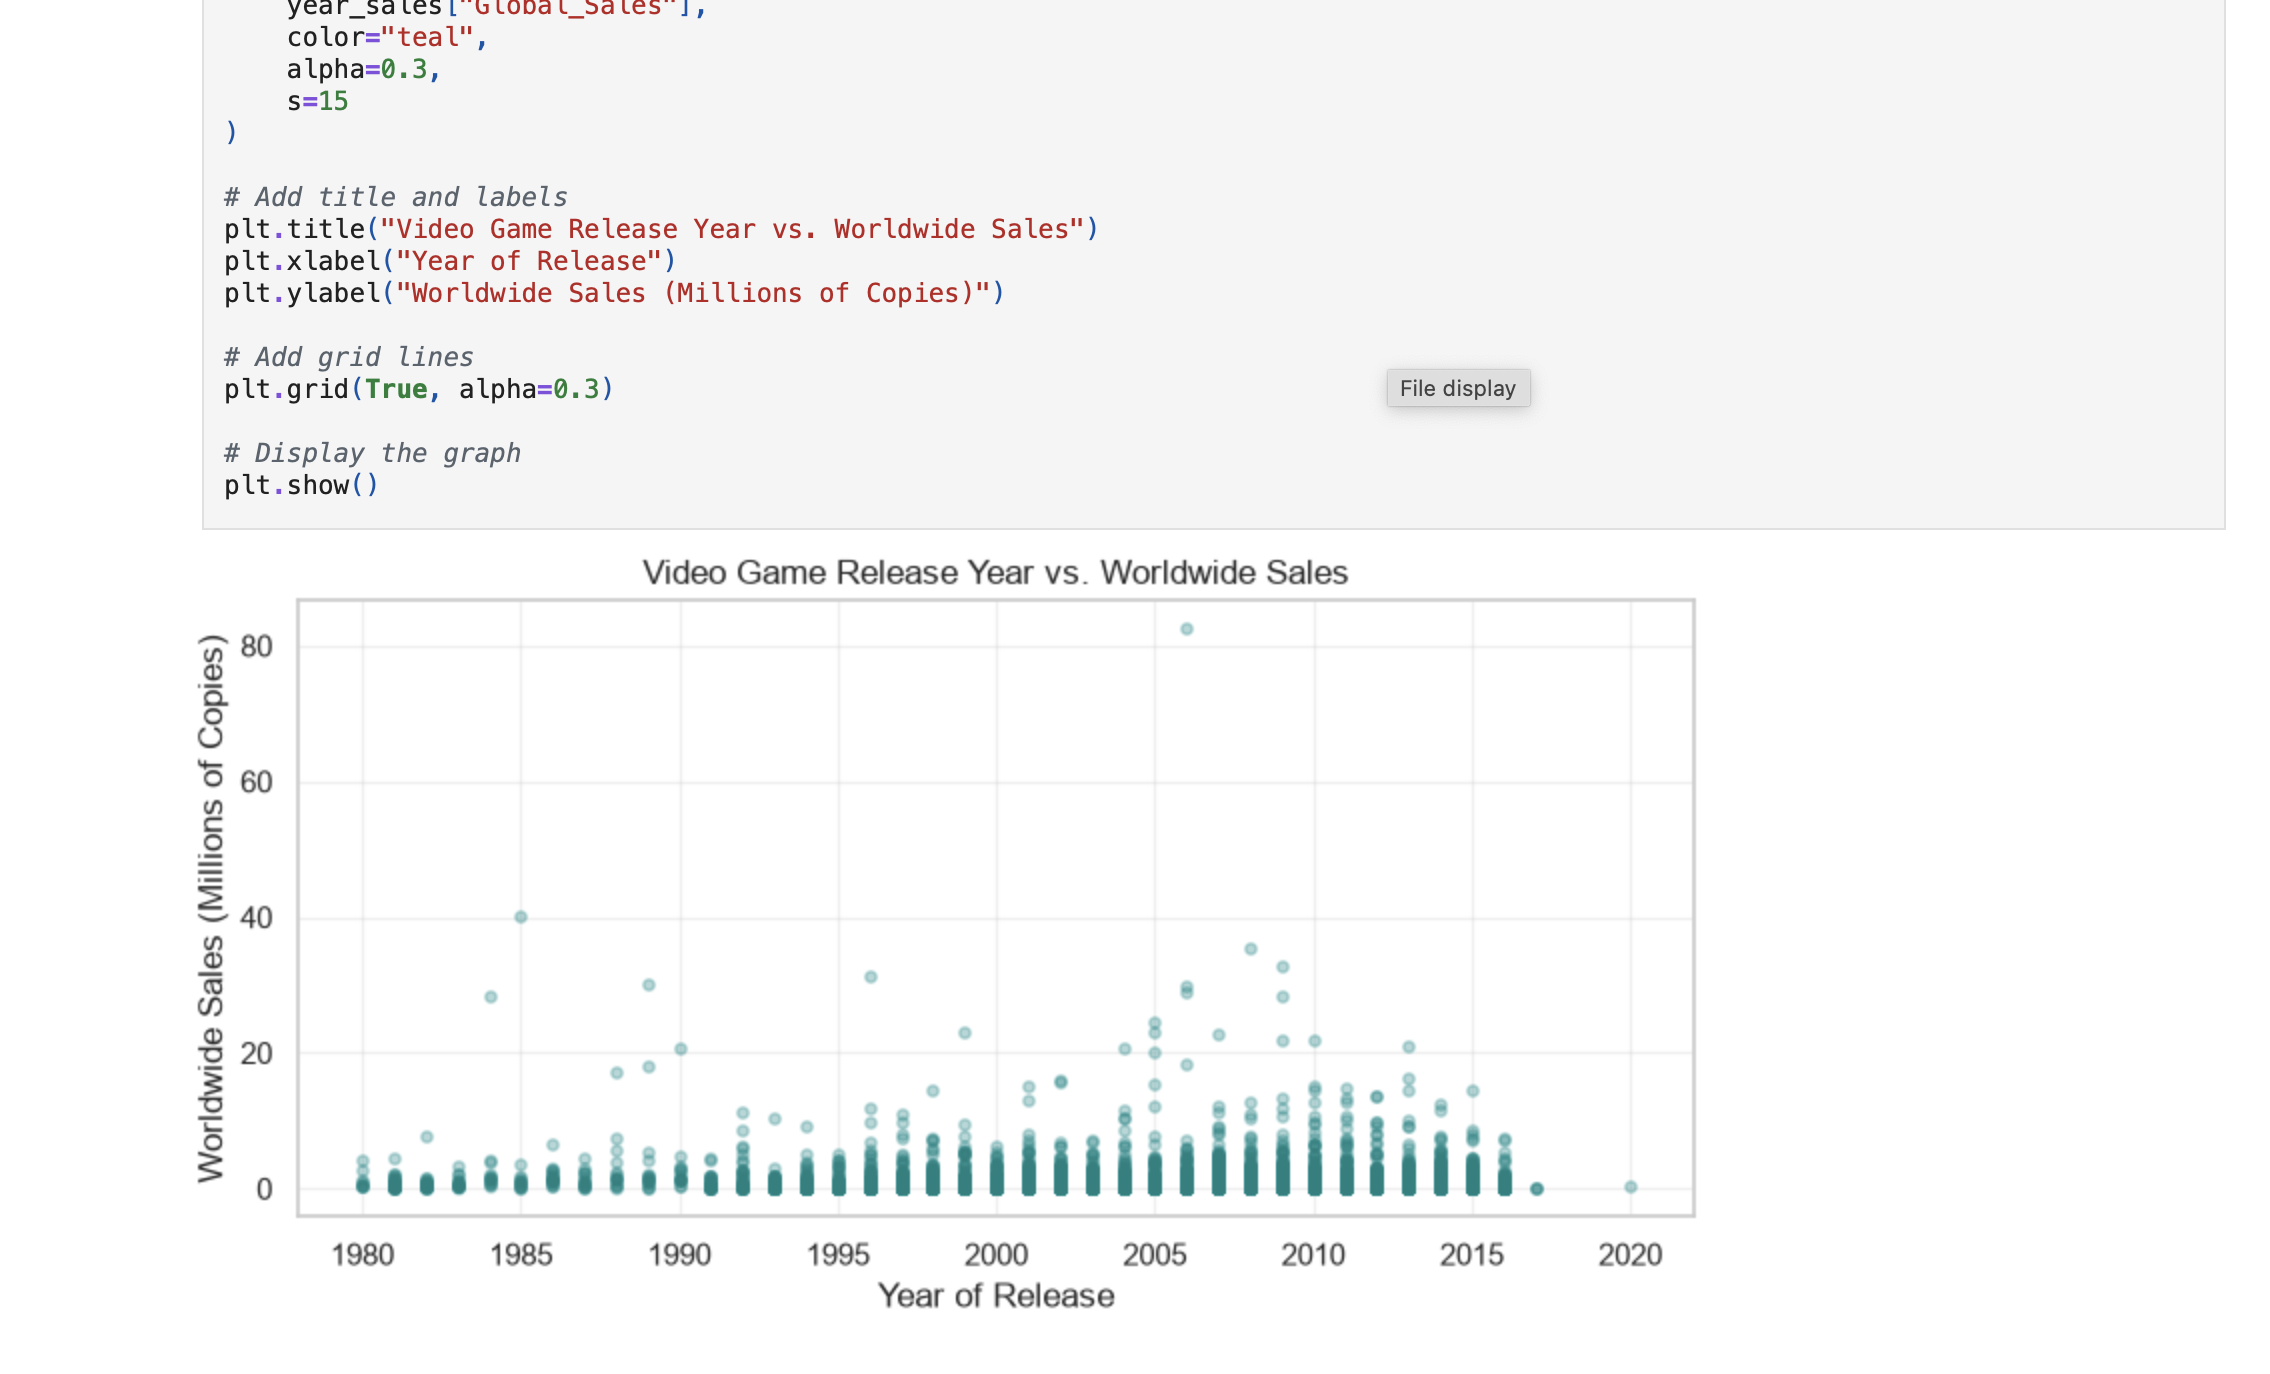 year_sales["Global_Sales"],
color="teal",
alpha=0.3,
s=15
)
# Add title and labels
plt.title("Video Game Release Year vs. Worldwide Sales")
plt.xlabel("Year of Release")
plt.ylabel("Worldwide Sales (Millions of Copies)")
# Add grid lines
plt.grid(True, alpha=0.3)
File display
# Display the graph
plt.show()
Video Game Release Year vs. Worldwide Sales
Worldwide Sales (Millions of Copies)
80
60
40
20
0
1980 1985 1990 1995 2000 2005 2010 2015 2020
Year of Release